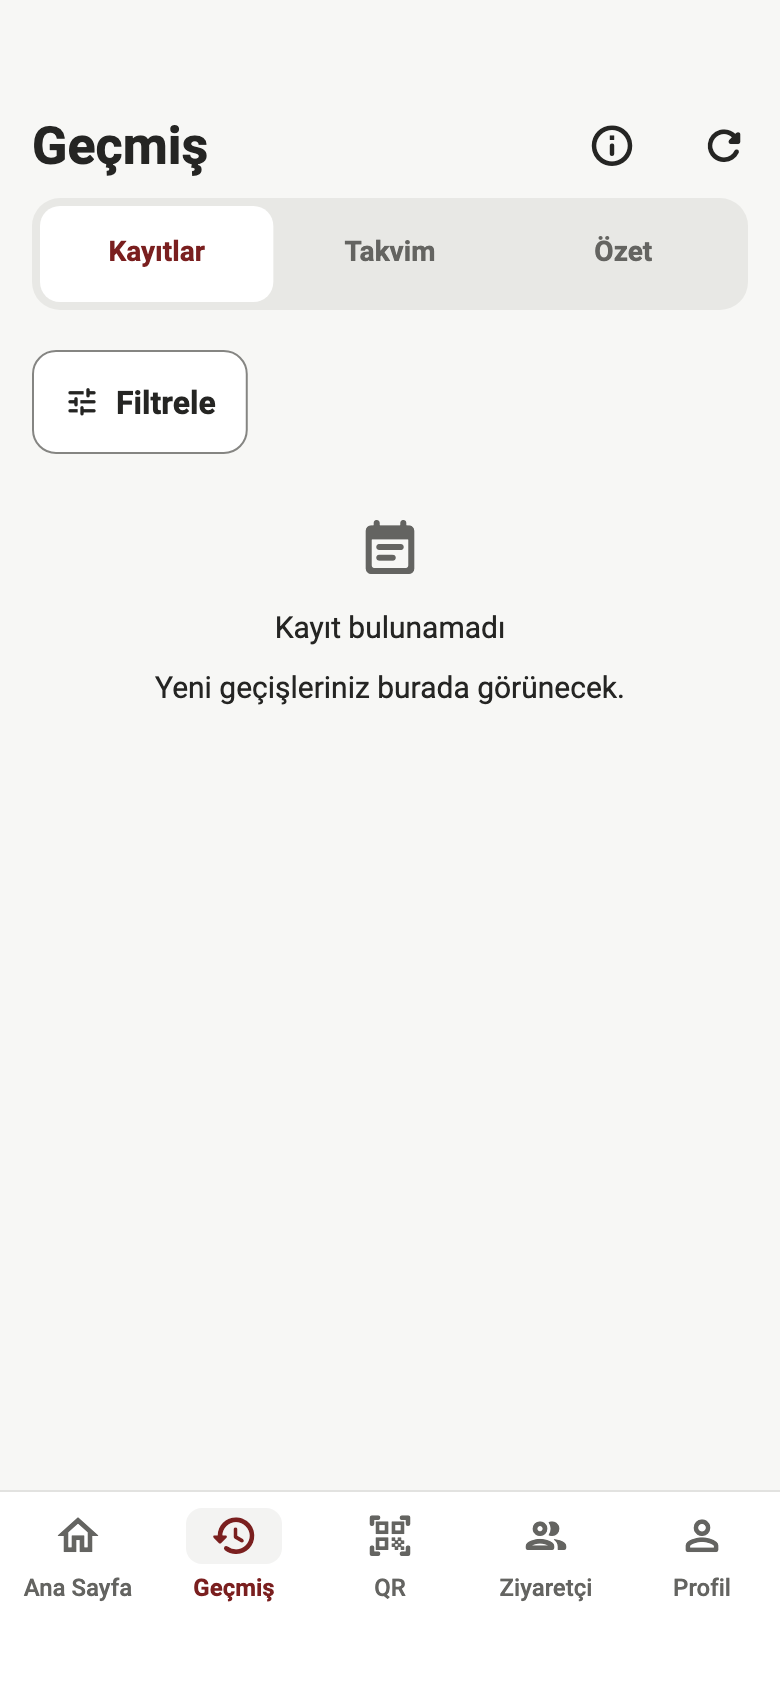 Geçmiş
Kayıtlar
Takvim
Özet
Filtrele
Kayıt bulunamadı
Yeni geçişleriniz burada görünecek.
Ana Sayfa
Geçmiş
QR
Ziyaretçi
Profil